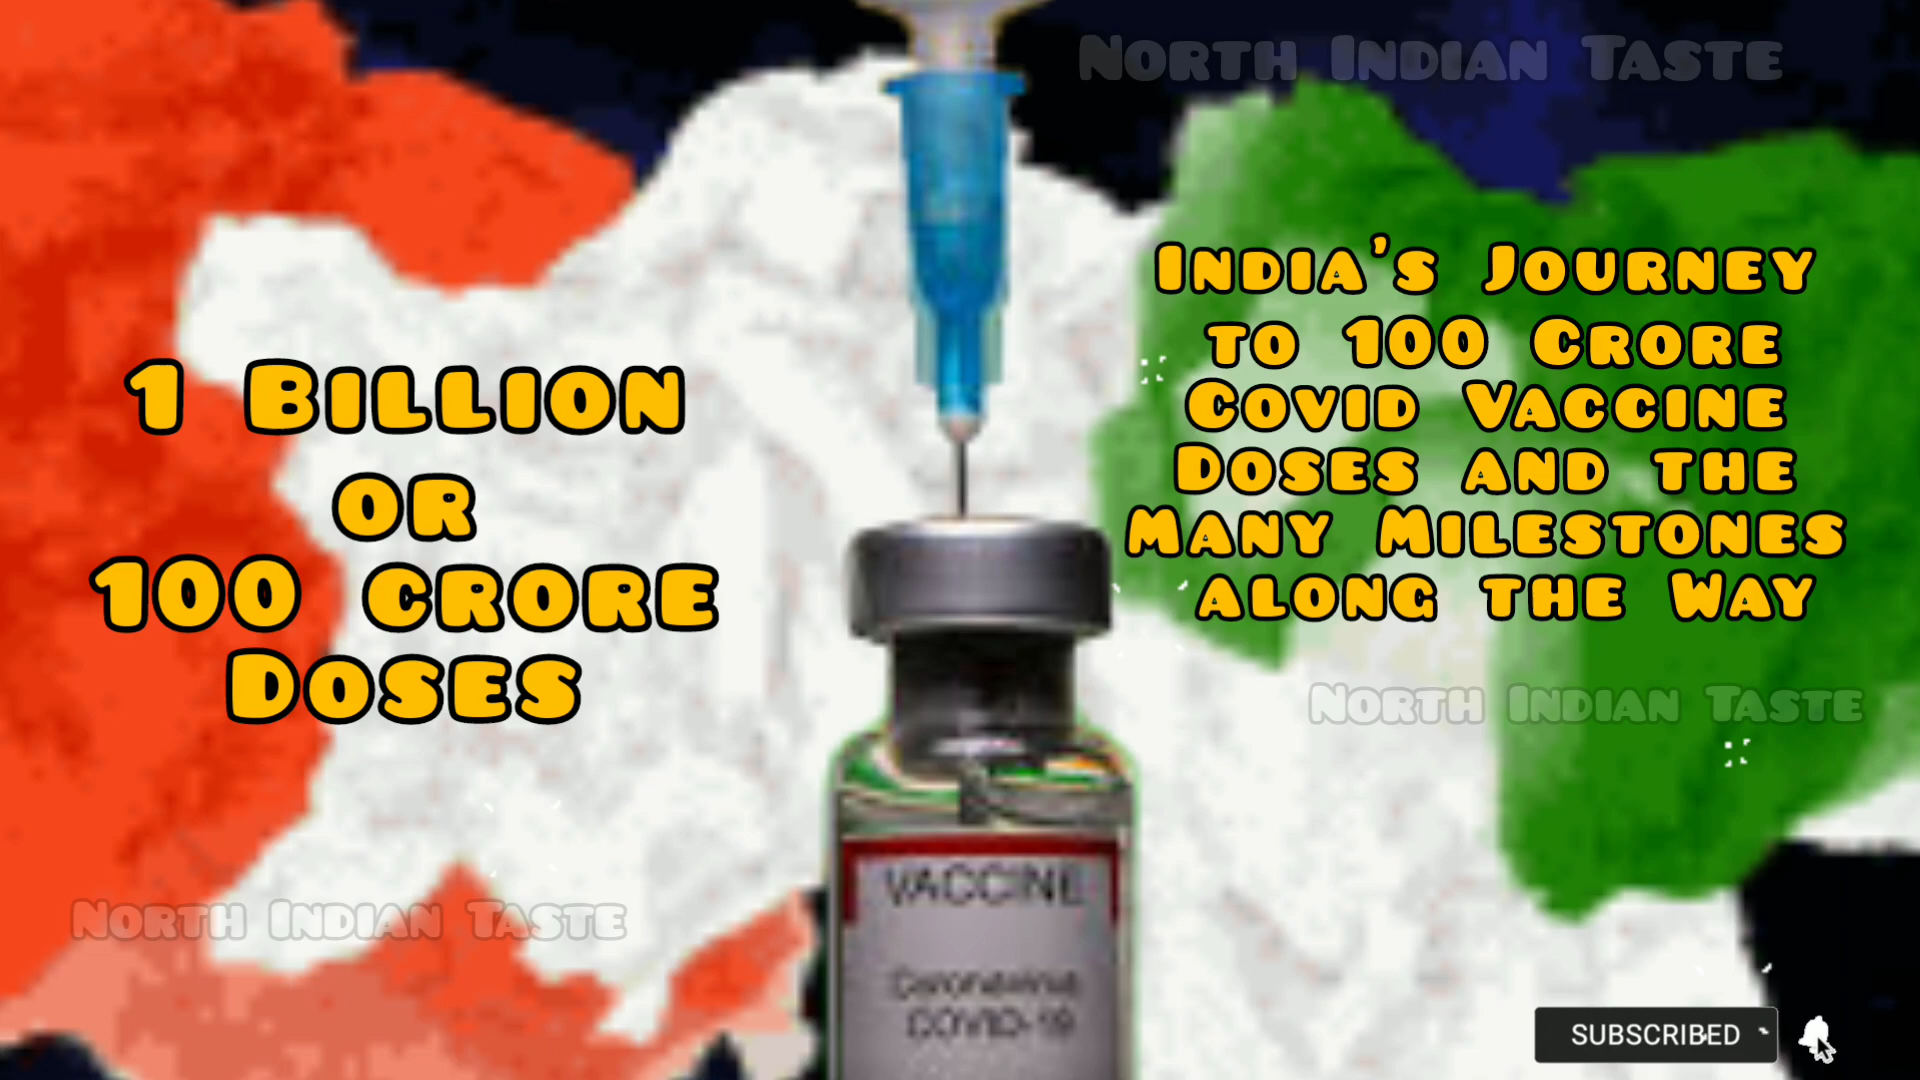 North Indian Taste
1 Billion
or
100 crore
Doses
India's Journey
to 100 Crore
Covid Vaccine
Doses and the
Many Milestones
along the Way
North Indian Taste
North Indian Taste
VACCINE
Coronavirus
COVID-19
SUBSCRIBED